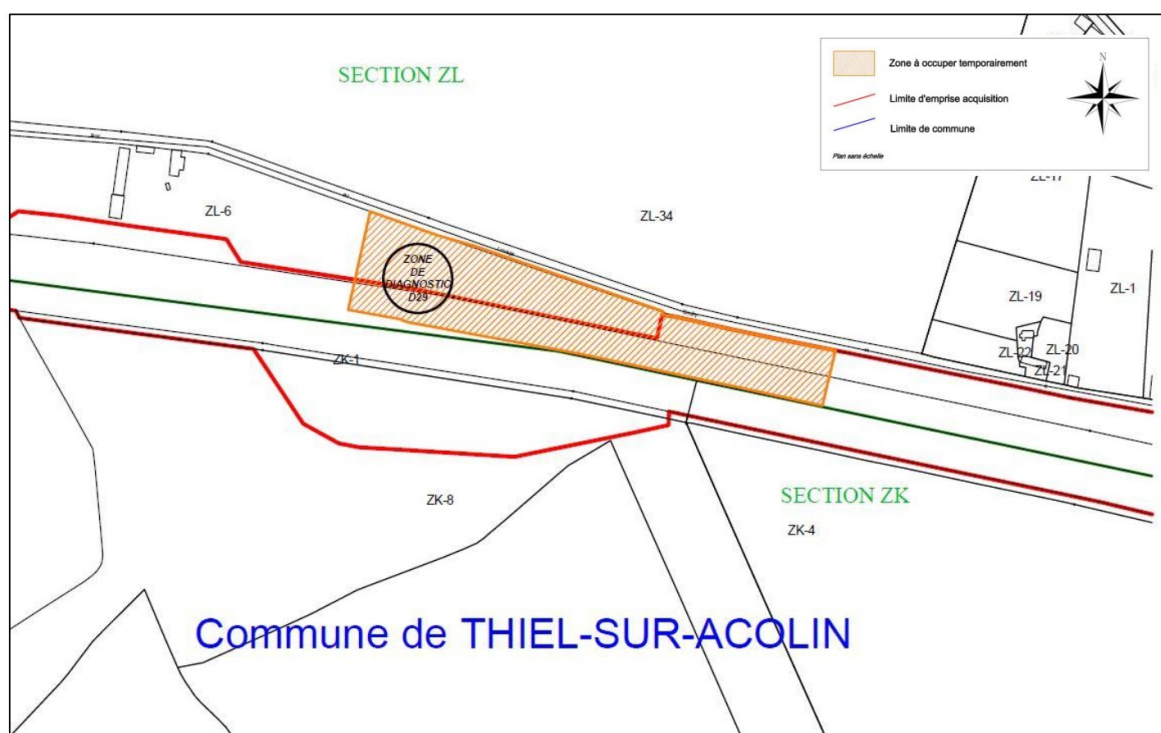 SECTION ZL
N
Zone à occuper temporairement
Limite d'emprise acquisition
Limite de commune
Plan sans échelle
ZL-17
ZL-6
ZL-34
ZONE
DE
DIAGNOSTIC
D29
ZL-19
ZL-1
ZL-22
ZL-20
ZL-21
ZK-1
SECTION ZK
ZK-8
ZK-4
Commune de THIEL-SUR-ACOLIN